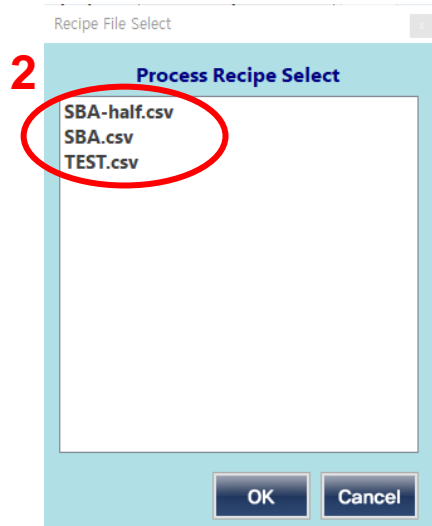 Recipe File Select
x
2
Process Recipe Select
SBA-half.csv
SBA.csv
TEST.csv
OK
Cancel